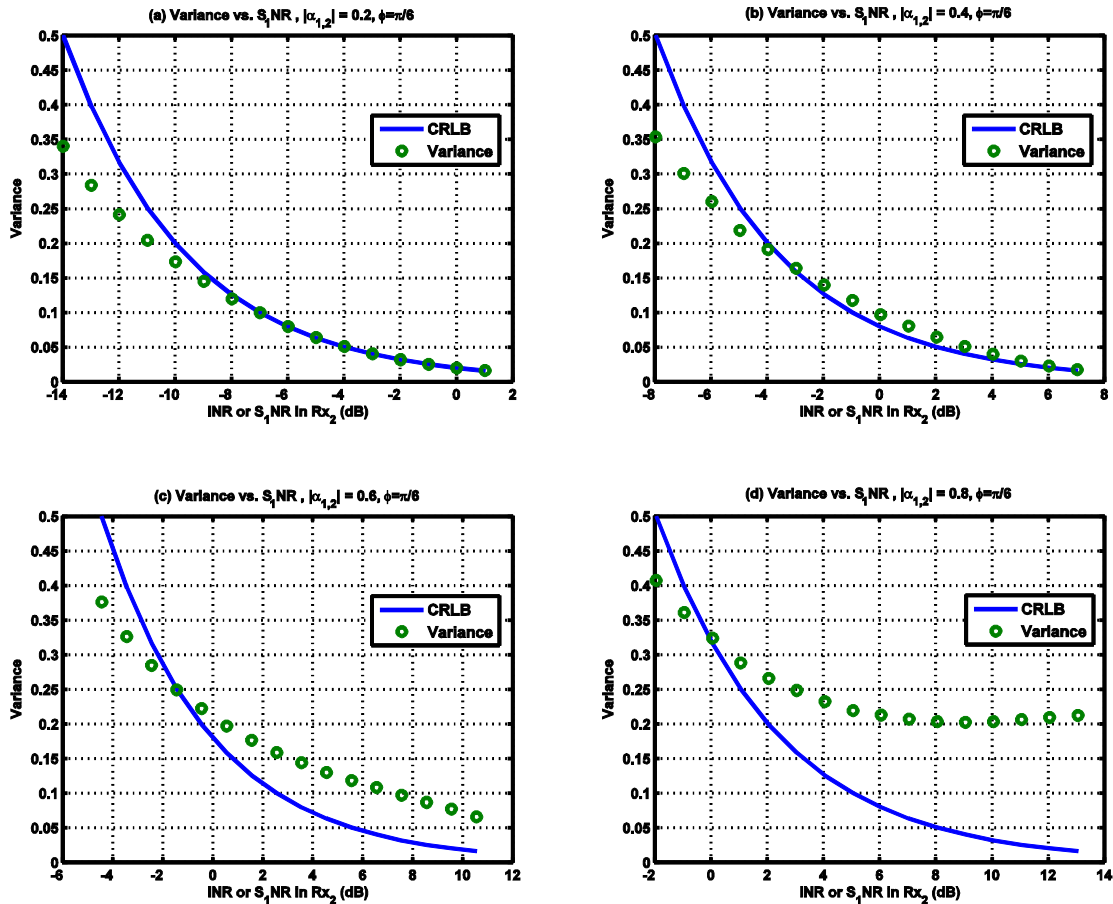 (a) Variance vs. S₁NR , |α₁,₂| = 0.2, ϕ=π/6
0.5
0.45
0.4
0.35
0.3
0.25
0.2
0.15
0.1
0.05
0
Variance
CRLB
Variance
-14 -12 -10 -8 -6 -4 -2 0 2
INR or S₁NR in Rx₂ (dB)
(b) Variance vs. S₁NR , |α₁,₂| = 0.4, ϕ=π/6
0.5
0.45
0.4
0.35
0.3
0.25
0.2
0.15
0.1
0.05
0
Variance
CRLB
Variance
-8 -6 -4 -2 0 2 4 6 8
INR or S₁NR in Rx₂ (dB)
(c) Variance vs. S₁NR , |α₁,₂| = 0.6, ϕ=π/6
0.5
0.45
0.4
0.35
0.3
0.25
0.2
0.15
0.1
0.05
0
Variance
CRLB
Variance
-6 -4 -2 0 2 4 6 8 10 12
INR or S₁NR in Rx₂ (dB)
(d) Variance vs. S₁NR , |α₁,₂| = 0.8, ϕ=π/6
0.5
0.45
0.4
0.35
0.3
0.25
0.2
0.15
0.1
0.05
0
Variance
CRLB
Variance
-2 0 2 4 6 8 10 12 14
INR or S₁NR in Rx₂ (dB)